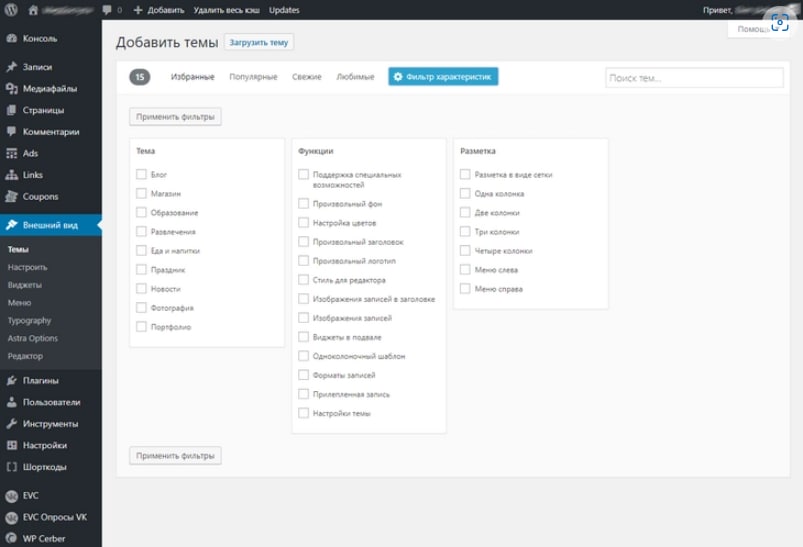 0
Добавить
Удалить весь кэш
Updates
Привет,
Помощь
Консоль
Записи
Медиафайлы
Страницы
Комментарии
Ads
Links
Coupons
Внешний вид
Темы
Настроить
Виджеты
Меню
Typography
Astra Options
Редактор
Плагины
Пользователи
Инструменты
Настройки
Шорткоды
EVC
EVC Опросы VK
WP Cerber
Добавить темы
Загрузить тему
15
Избранные
Популярные
Свежие
Любимые
Фильтр характеристик
Поиск тем...
Применить фильтры
Тема
Блог
Магазин
Образование
Развлечения
Еда и напитки
Праздник
Новости
Фотография
Портфолио
Функции
Поддержка специальных
возможностей
Произвольный фон
Настройка цветов
Произвольный заголовок
Произвольный логотип
Стиль для редактора
Изображения записей в заголовке
Изображения записей
Виджеты в подвале
Одноколоночный шаблон
Форматы записей
Прилепленная запись
Настройки темы
Разметка
Разметка в виде сетки
Одна колонка
Две колонки
Три колонки
Четыре колонки
Меню слева
Меню справа
Применить фильтры